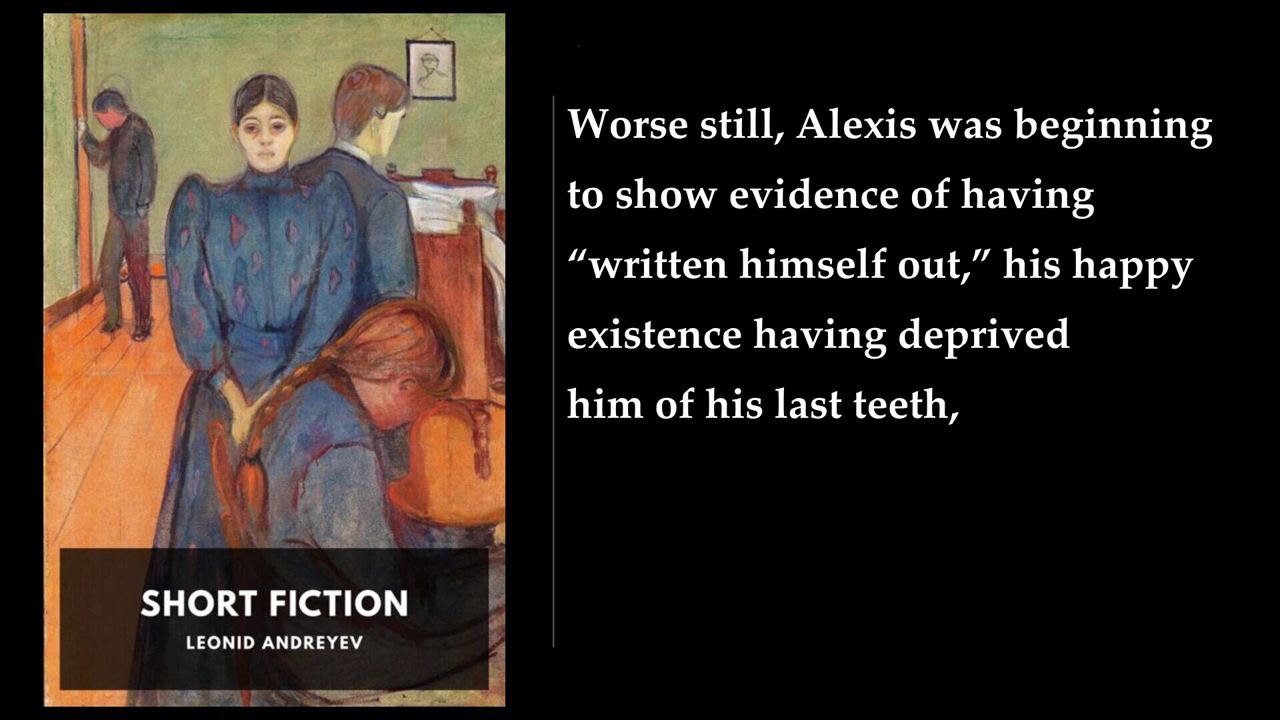 Worse still, Alexis was beginning
to show evidence of having
“written himself out,” his happy
existence having deprived
him of his last teeth,
SHORT FICTION
LEONID ANDREYEV